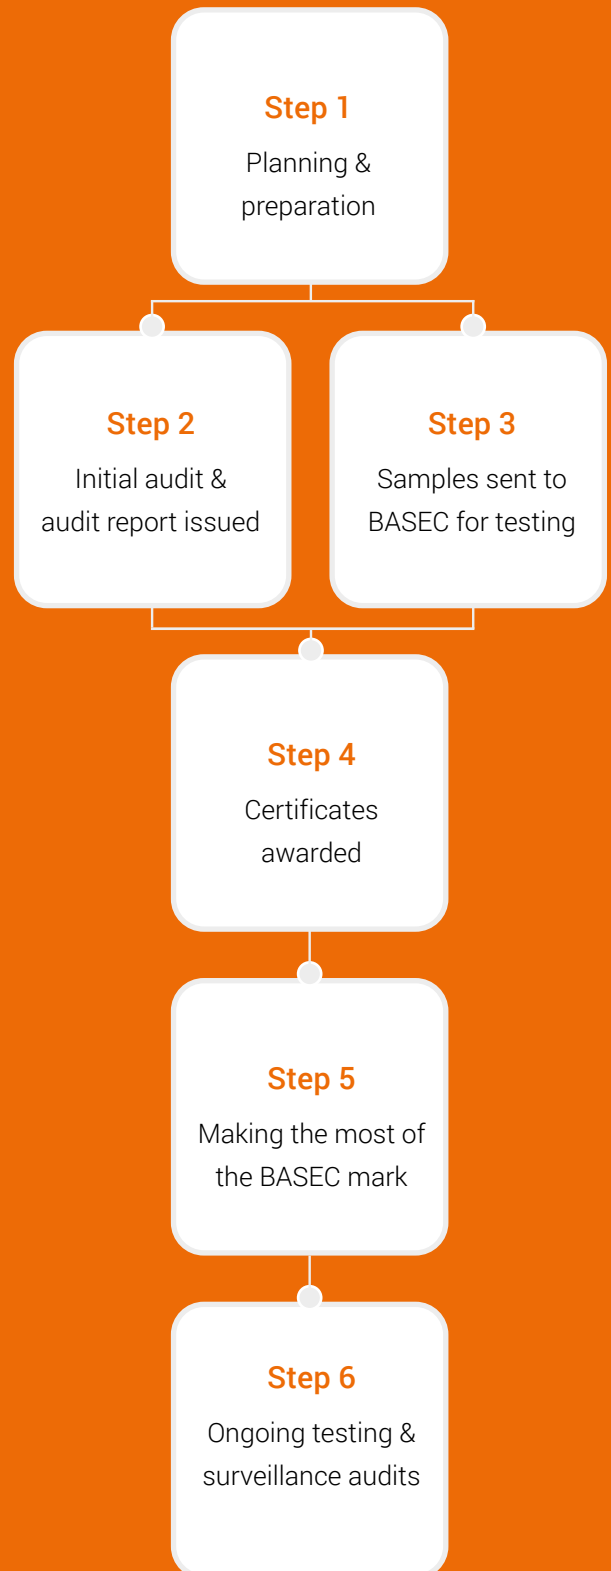 Step 1
Planning &
preparation
Step 2
Initial audit &
audit report issued
Step 3
Samples sent to
BASEC for testing
Step 4
Certificates
awarded
Step 5
Making the most of
the BASEC mark
Step 6
Ongoing testing &
surveillance audits